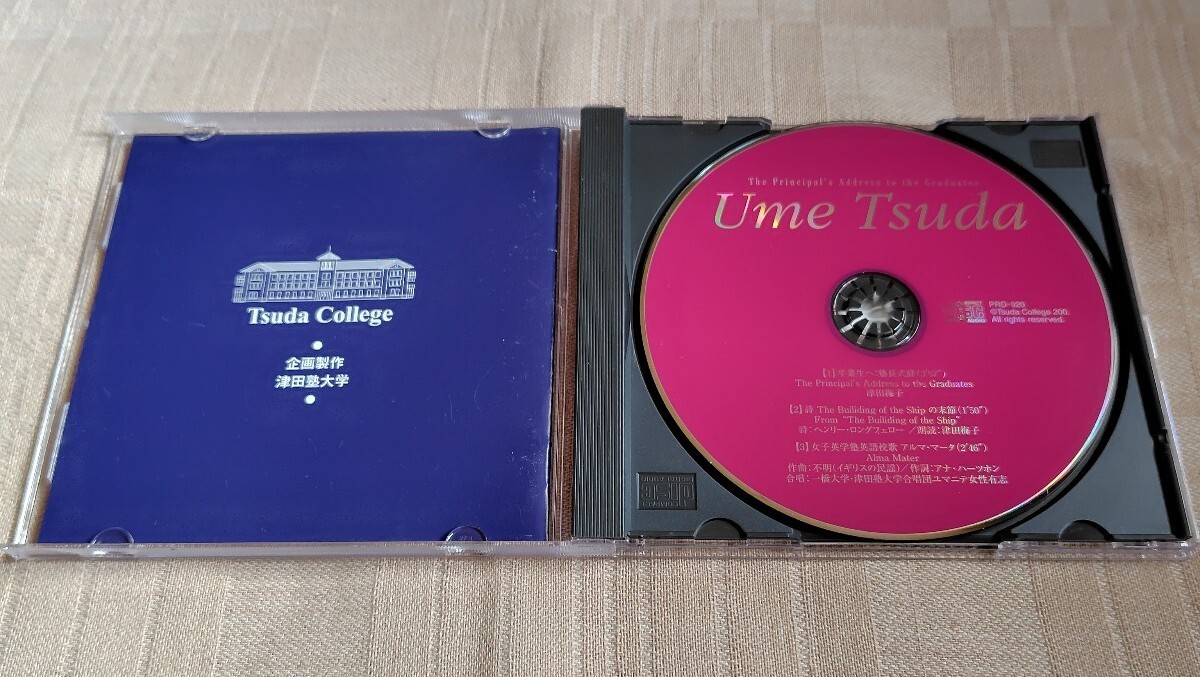 Tsuda College
企画製作
津田塾大学
The Principal's Address to the Graduates
Ume Tsuda
PRD-920
©Tsuda College 200.
All rights reserved.
【1】卒業生へ:塾長式辞(3'07")
The Principal's Address to the Graduates
津田梅子
【2】詩 The Builiding of the Ship の末節(1'50")
From "The Builiding of the Ship"
詩:ヘンリー・ロングフェロー/朗読:津田梅子
【3】女子英学塾英語校歌 アルマ・マータ(2'46")
Alma Mater
作曲:不明(イギリスの民謡)/作詞:アナ・ハーツホン
合唱:一橋大学・津田塾大学合唱団ユマニテ女性有志